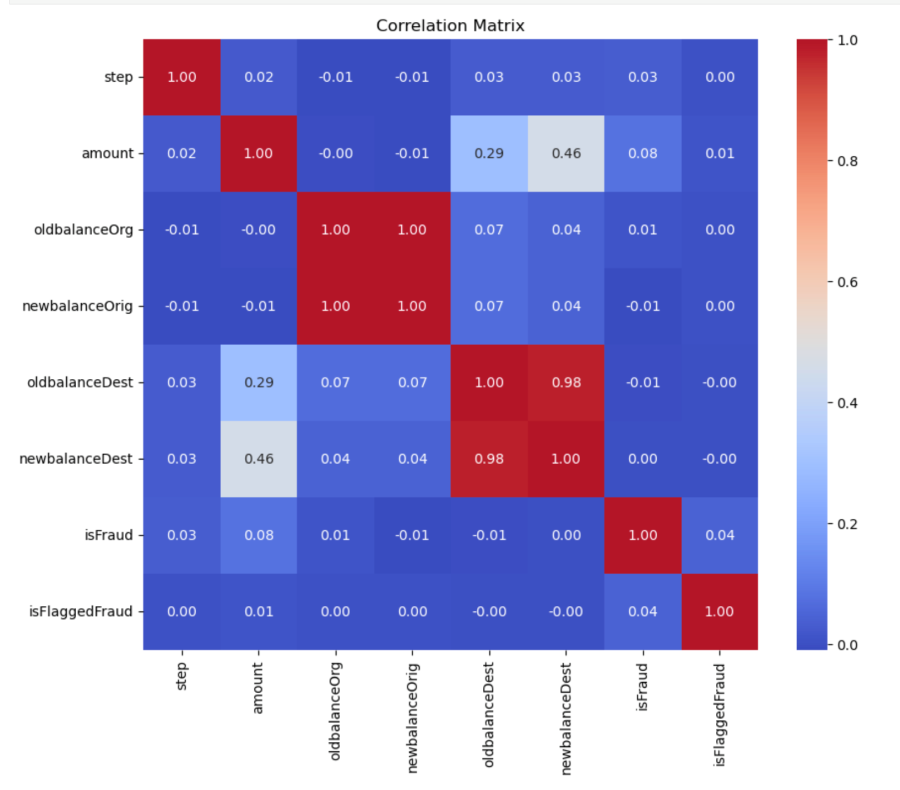 Correlation Matrix
step 1.00 0.02 -0.01 -0.01 0.03 0.03 0.03 0.00
amount 0.02 1.00 -0.00 -0.01 0.29 0.46 0.08 0.01
oldbalanceOrg -0.01 -0.00 1.00 1.00 0.07 0.04 0.01 0.00
newbalanceOrig -0.01 -0.01 1.00 1.00 0.07 0.04 -0.01 0.00
oldbalanceDest 0.03 0.29 0.07 0.07 1.00 0.98 -0.01 -0.00
newbalanceDest 0.03 0.46 0.04 0.04 0.98 1.00 0.00 -0.00
isFraud 0.03 0.08 0.01 -0.01 -0.01 0.00 1.00 0.04
isFlaggedFraud 0.00 0.01 0.00 0.00 -0.00 -0.00 0.04 1.00
step
amount
oldbalanceOrg
newbalanceOrig
oldbalanceDest
newbalanceDest
isFraud
isFlaggedFraud
1.0
0.8
0.6
0.4
0.2
0.0